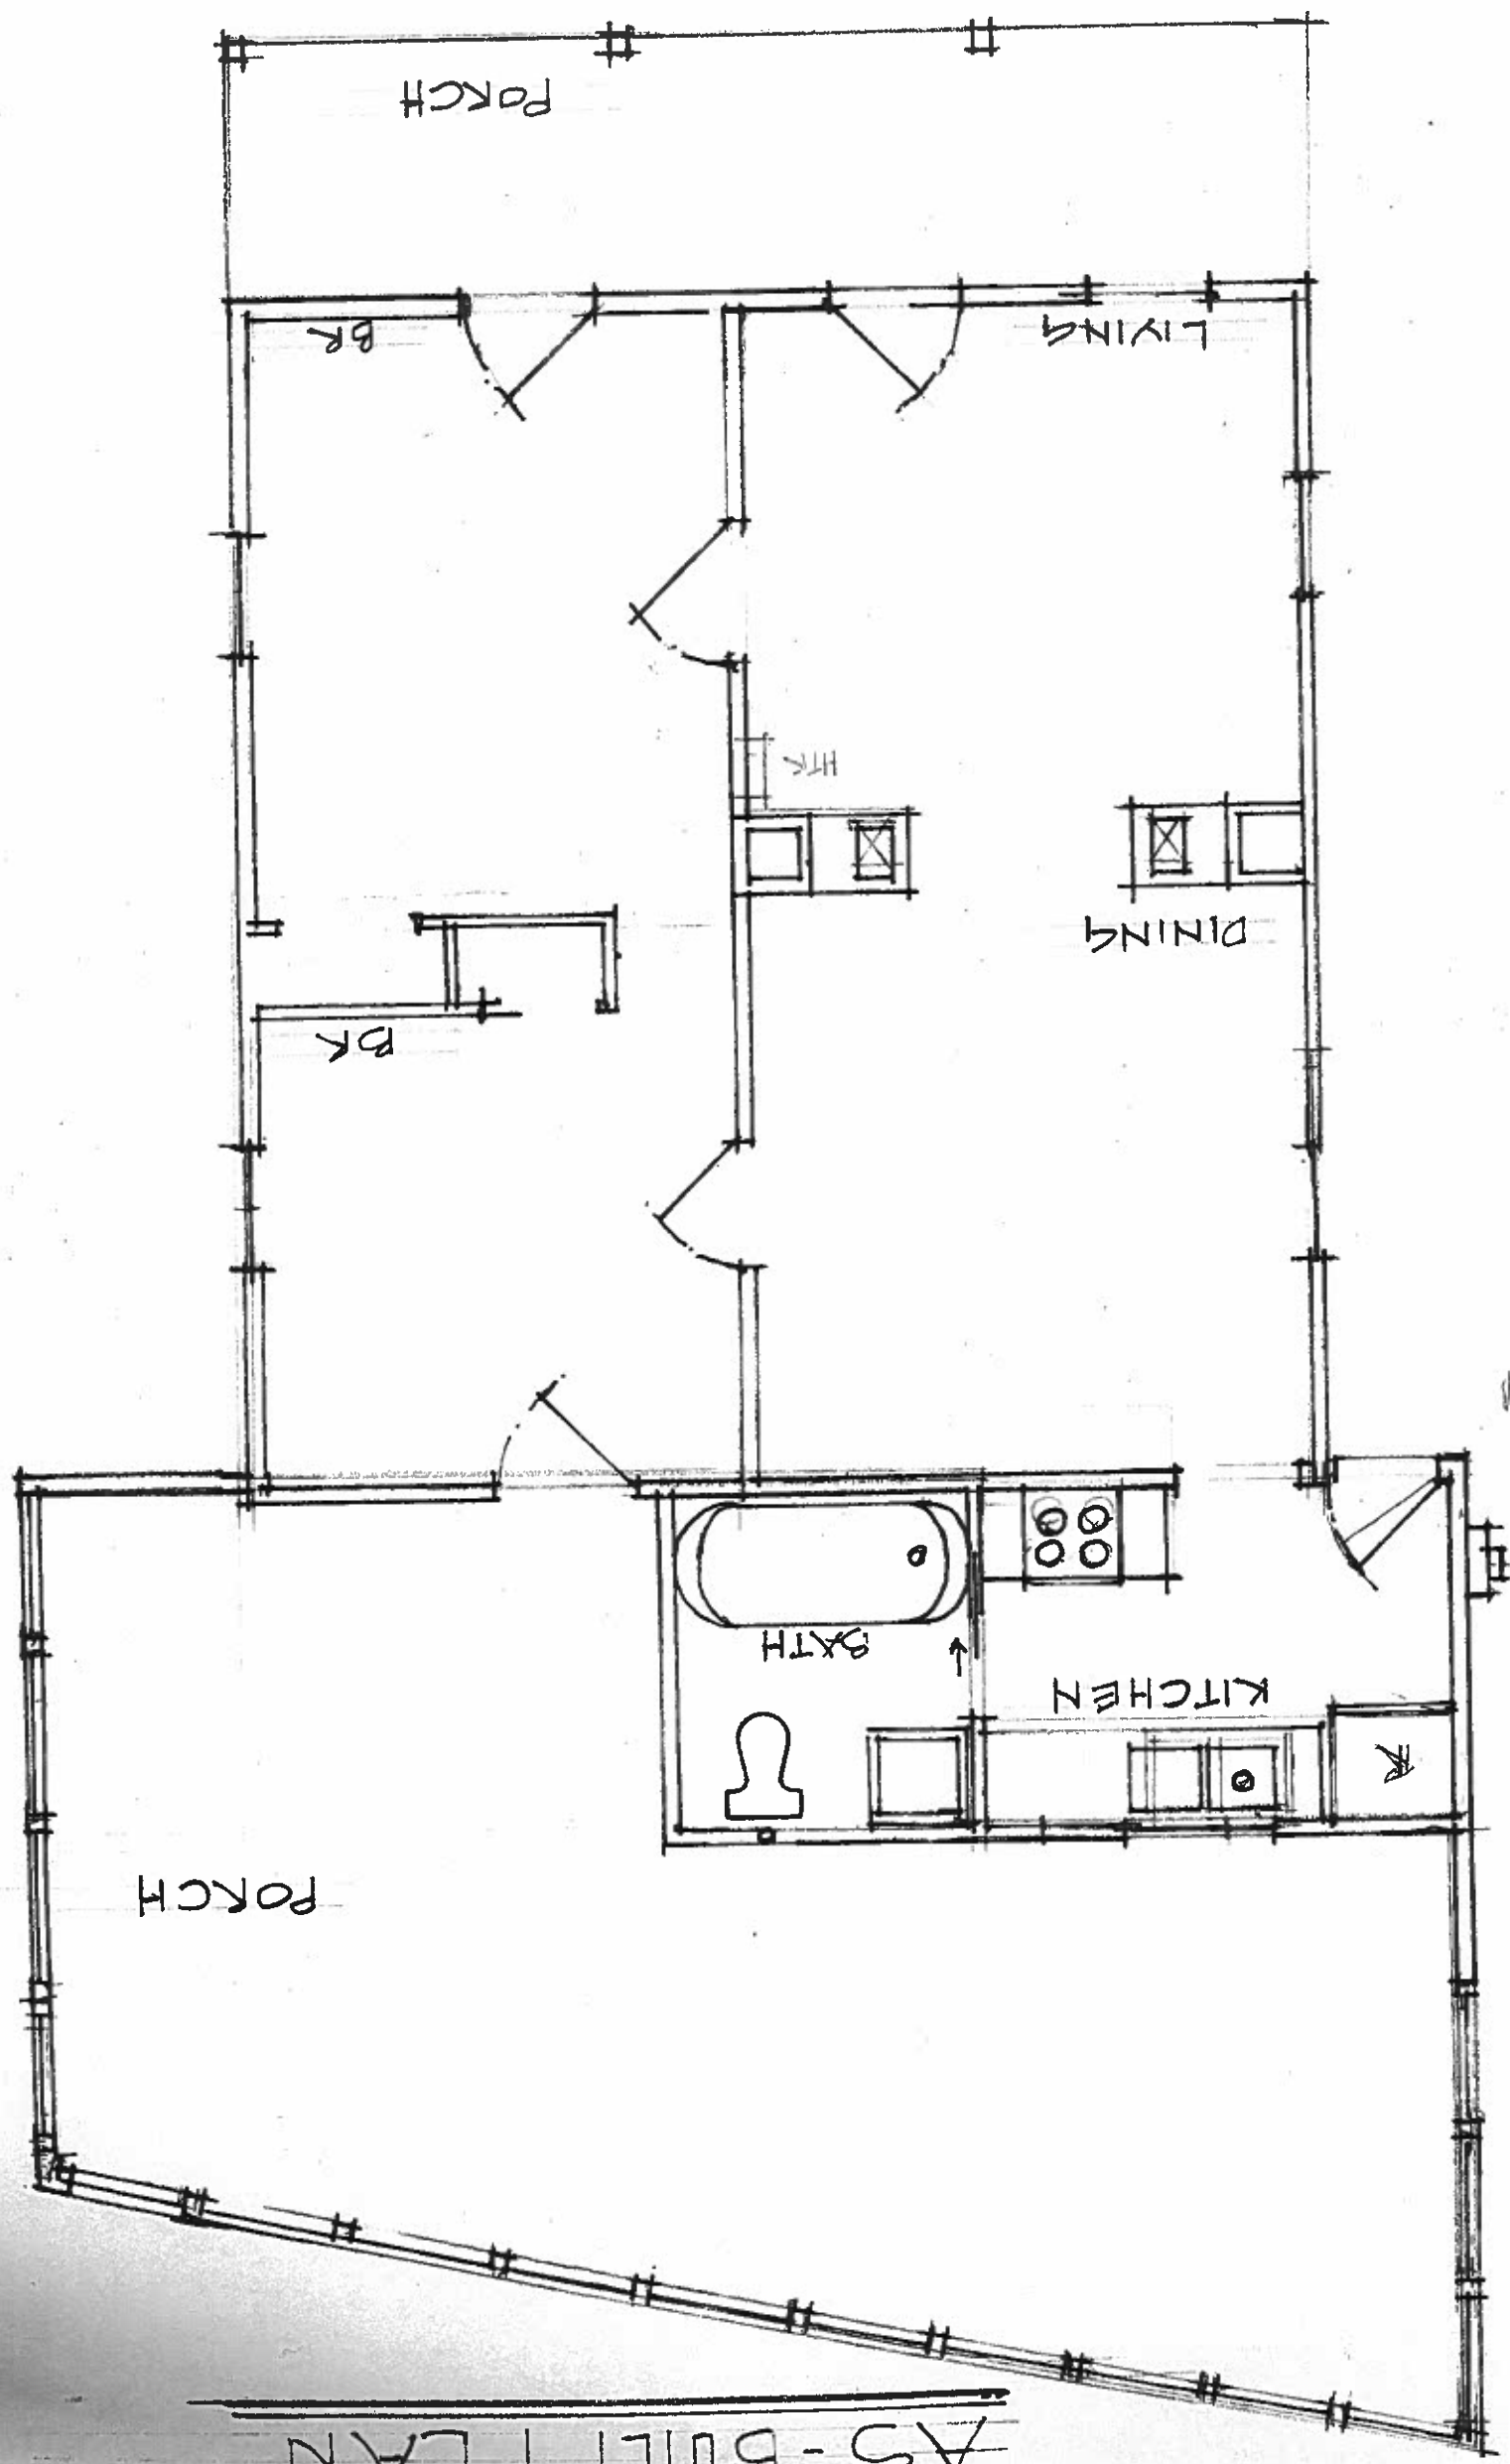 AS-BUILT PLAN
PORCH
R
KITCHEN
BATH
BR
DINING
HTR
LIVING
BR
PORCH